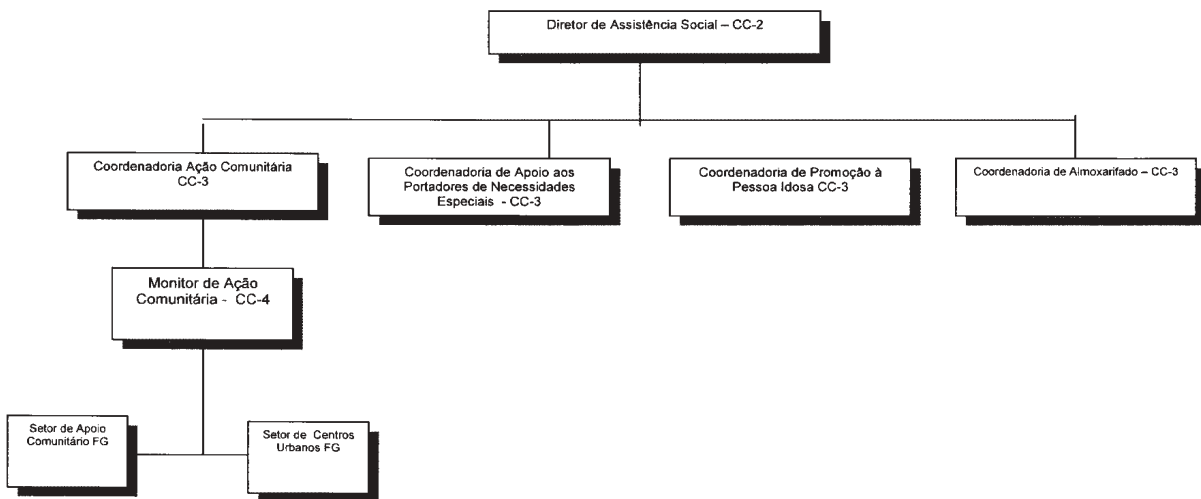 Diretor de Assistência Social – CC-2
Coordenadoria Ação Comunitária
CC-3
Coordenadoria de Apoio aos
Portadores de Necessidades
Especiais - CC-3
Coordenadoria de Promoção à
Pessoa Idosa CC-3
Coordenadoria de Almoxarifado – CC-3
Monitor de Ação
Comunitária - CC-4
Setor de Apoio
Comunitário FG
Setor de Centros
Urbanos FG